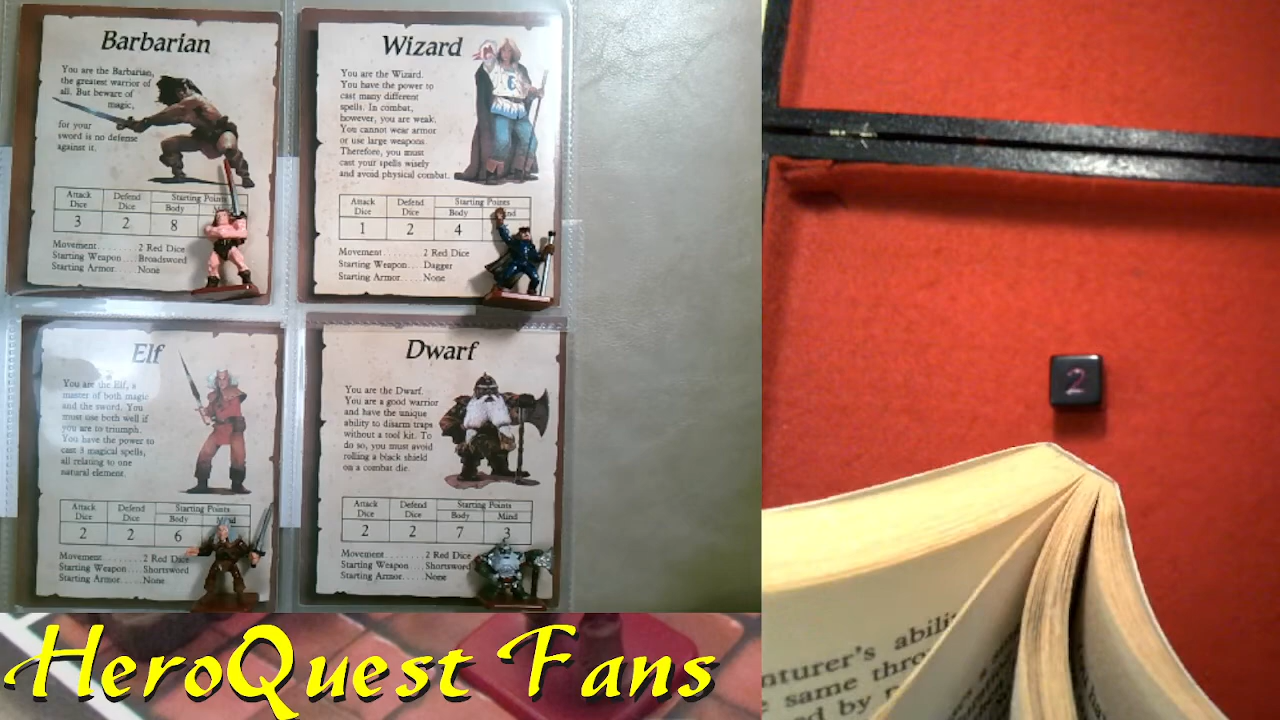 Barbarian
You are the Barbarian,
the greatest warrior of
all. But beware of
magic,
for your
sword is no defense
against it.
Attack Dice Defend Dice Starting Points
Body
3 2 8
Movement........2 Red Dice
Starting Weapon...Broadsword
Starting Armor.....None
Wizard
You are the Wizard.
You have the power to
cast many different
spells. In combat,
however, you are weak.
You cannot wear armor
or use large weapons.
Therefore, you must
cast your spells wisely
and avoid physical combat.
Attack Dice Defend Dice Starting Points
Body
1 2 4
Movement........2 Red Dice
Starting Weapon...Dagger
Starting Armor.....None
Elf
You are the Elf, a
master of both magic
and the sword. You
must use both well if
you are to triumph.
You have the power to
cast 3 magical spells,
all relating to one
natural element.
Attack Dice Defend Dice Starting Points
Body Mind
2 2 6
Movement........2 Red Dice
Starting Weapon...Shortsword
Starting Armor.....None
Dwarf
You are the Dwarf.
You are a good warrior
and have the unique
ability to disarm traps
without a tool kit. To
do so, you must avoid
rolling a black shield
on a combat die.
Attack Dice Defend Dice Starting Points
Body Mind
2 2 7 3
Movement........2 Red Dice
Starting Weapon...Shortsword
Starting Armor.....None
HeroQuest Fans
2
nturer's abili
same thro
ed by